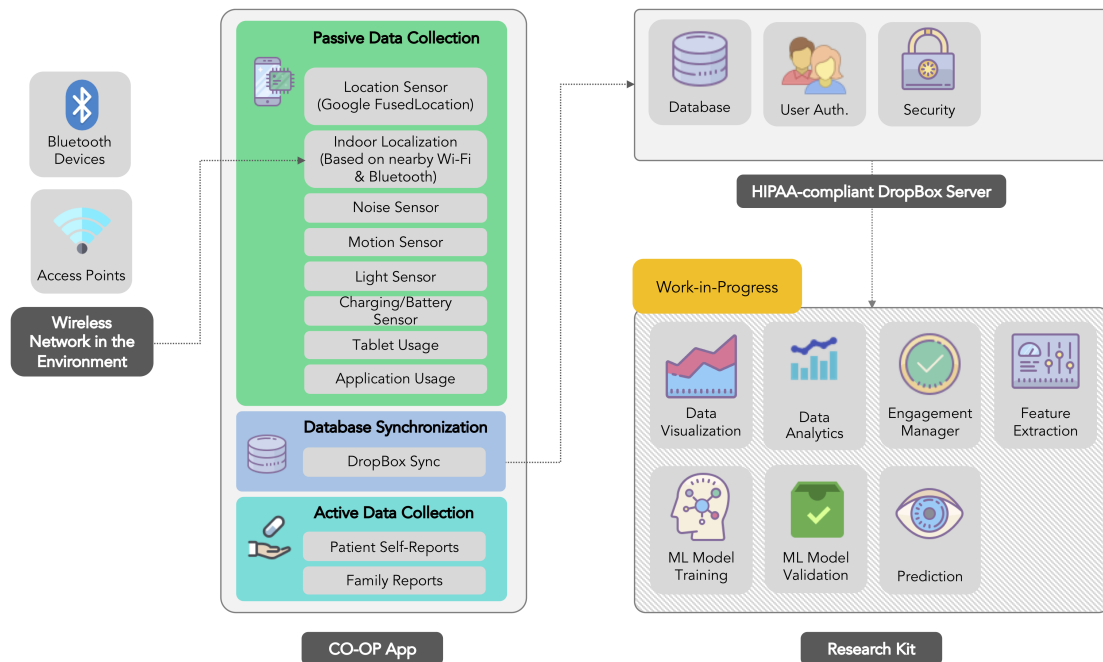 Bluetooth
Devices
Access Points
Wireless
Network in the
Environment
Passive Data Collection
Location Sensor
(Google FusedLocation)
Indoor Localization
(Based on nearby Wi-Fi
& Bluetooth)
Noise Sensor
Motion Sensor
Light Sensor
Charging/Battery
Sensor
Tablet Usage
Application Usage
Database Synchronization
DropBox Sync
Active Data Collection
Patient Self-Reports
Family Reports
CO-OP App
Database
User Auth.
Security
HIPAA-compliant DropBox Server
Work-in-Progress
Data
Visualization
Data
Analytics
Engagement
Manager
Feature
Extraction
ML Model
Training
ML Model
Validation
Prediction
Research Kit